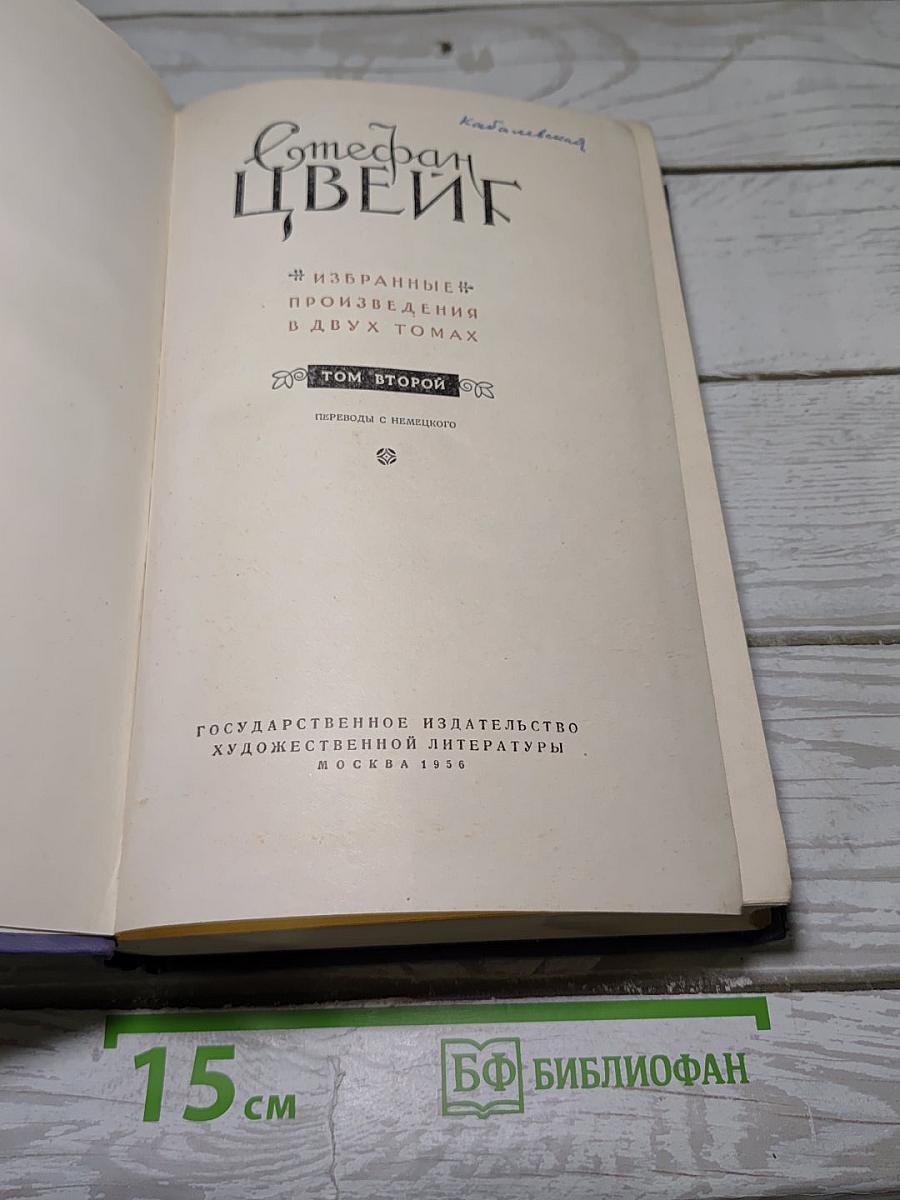 Кабалевская
Стефан
ЦВЕЙГ
ИЗБРАННЫЕ
ПРОИЗВЕДЕНИЯ
В ДВУХ ТОМАХ
ТОМ ВТОРОЙ
ПЕРЕВОДЫ С НЕМЕЦКОГО
ГОСУДАРСТВЕННОЕ ИЗДАТЕЛЬСТВО
ХУДОЖЕСТВЕННОЙ ЛИТЕРАТУРЫ
МОСКВА 1956
15 см
БФ БИБЛИОФАН